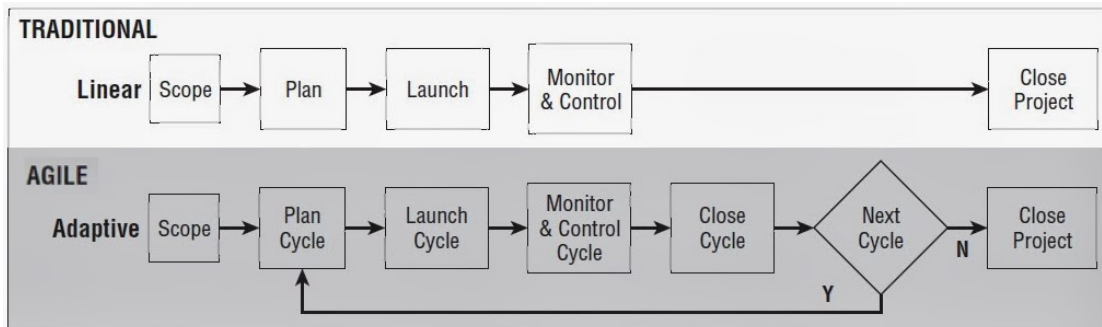 TRADITIONAL
Linear
Scope
Plan
Launch
Monitor
& Control
Close
Project
AGILE
Adaptive
Scope
Plan
Cycle
Launch
Cycle
Monitor
& Control
Cycle
Close
Cycle
Next
Cycle
N
Close
Project
Y